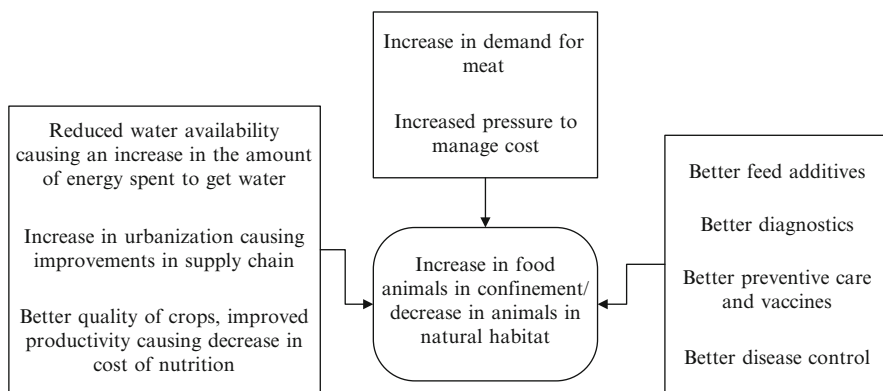 Increase in demand for
meat
Increased pressure to
manage cost
Reduced water availability
causing an increase in the amount
of energy spent to get water
Increase in urbanization causing
improvements in supply chain
Better quality of crops, improved
productivity causing decrease in
cost of nutrition
Increase in food
animals in confinement/
decrease in animals in
natural habitat
Better feed additives
Better diagnostics
Better preventive care
and vaccines
Better disease control